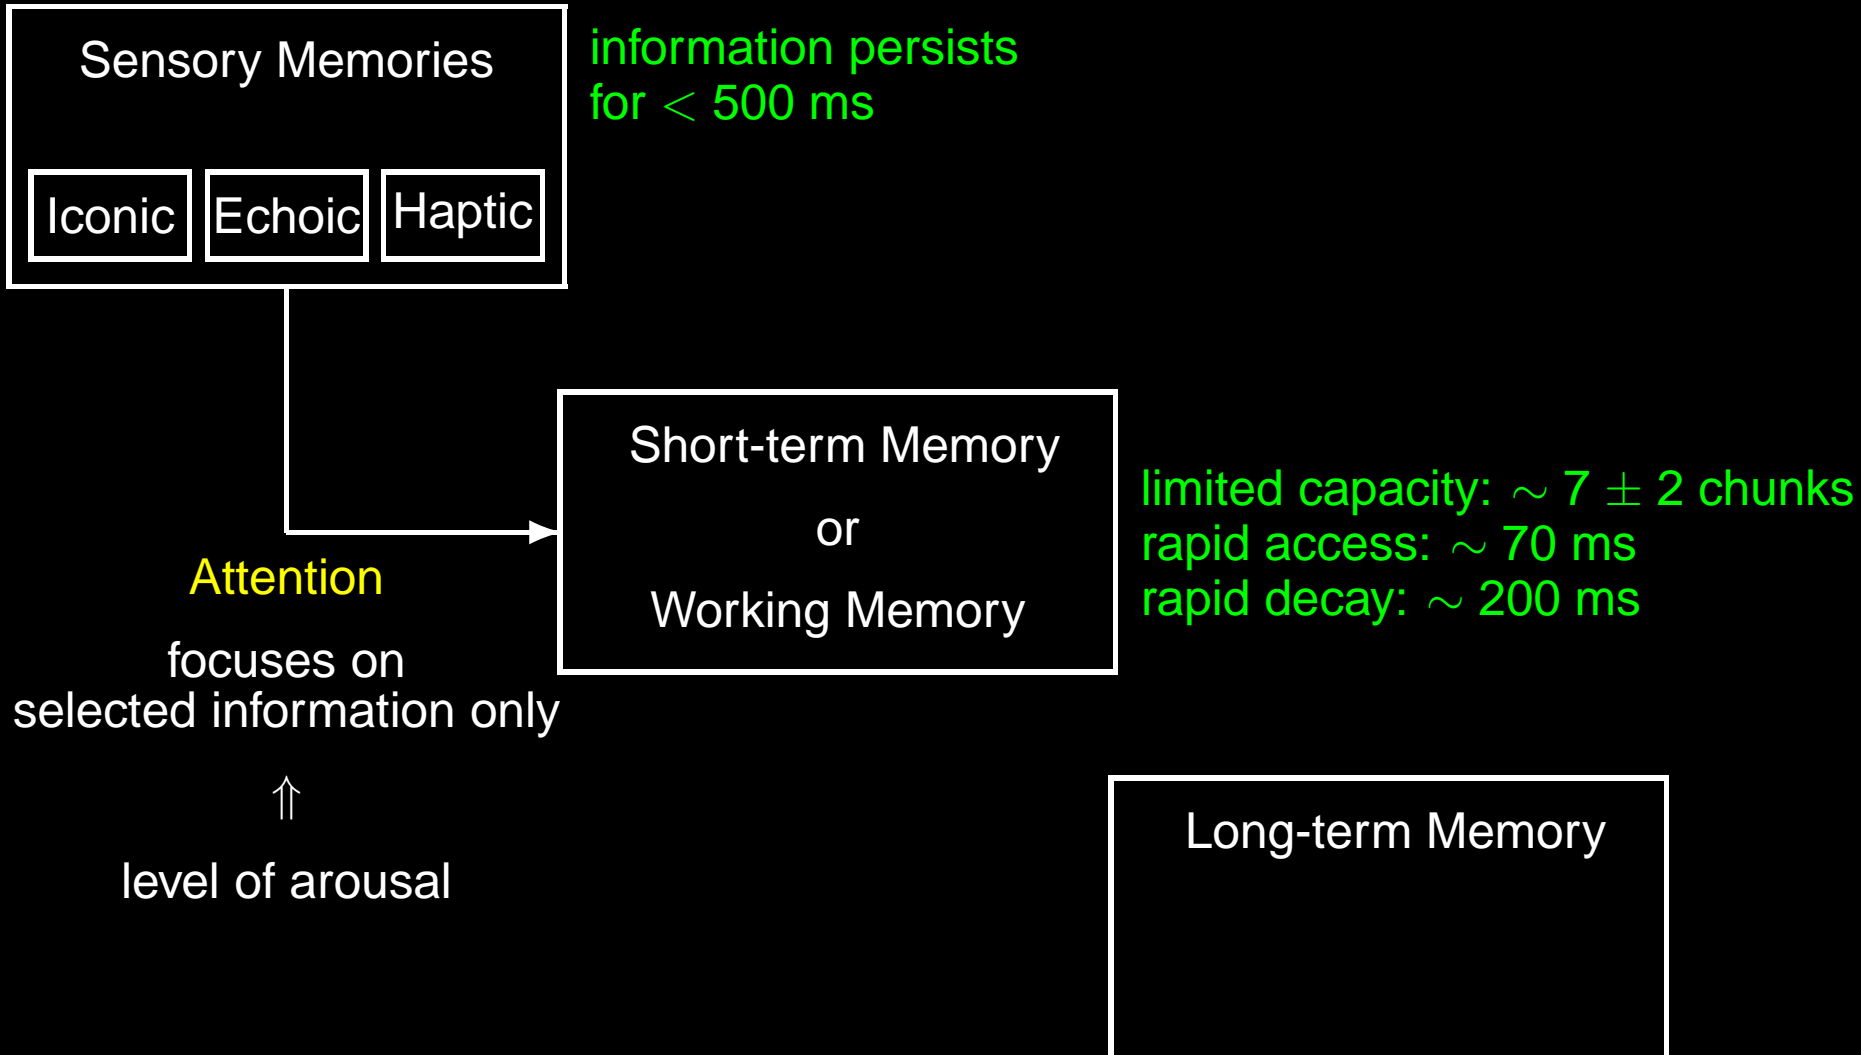 Sensory Memories
information persists
for < 500 ms
Iconic
Echoic
Haptic
Short-term Memory
or
Working Memory
limited capacity: ∼ 7 ± 2 chunks
rapid access: ∼ 70 ms
rapid decay: ∼ 200 ms
Attention
focuses on
selected information only
⇑
level of arousal
Long-term Memory